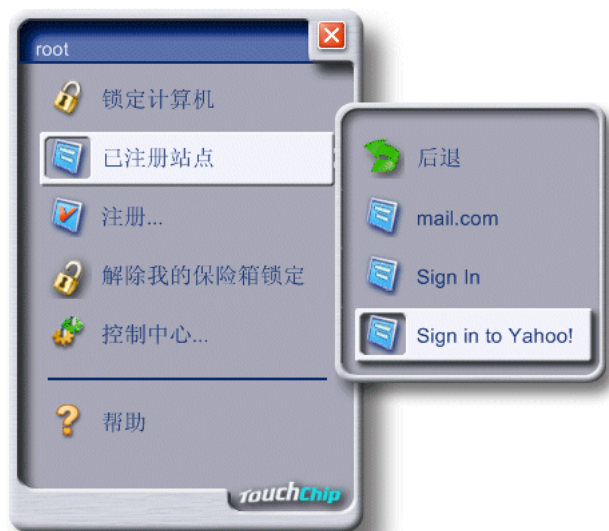 root
锁定计算机
已注册站点
注册...
解除我的保险箱锁定
控制中心...
帮助
TouchChip
后退
mail.com
Sign In
Sign in to Yahoo!